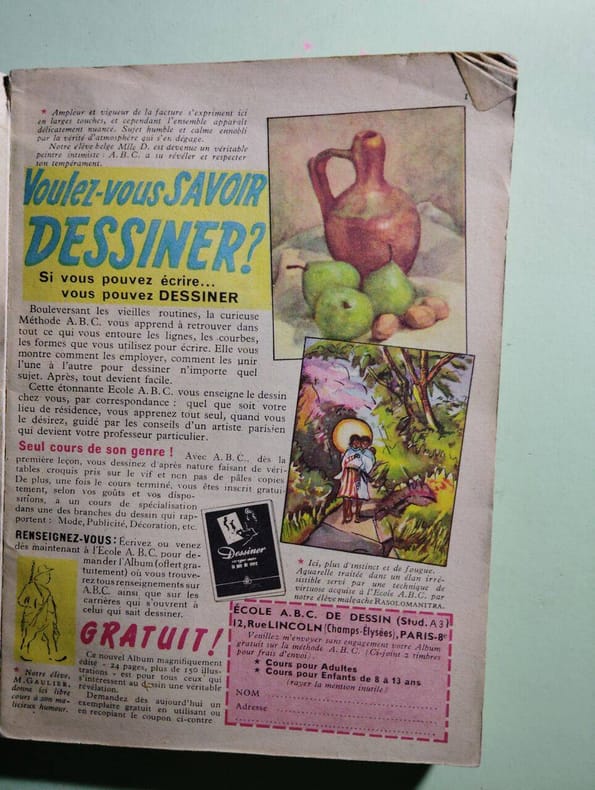 ★ Ampleur et vigueur de la facture s'expriment ici
en larges touches, et cependant l'ensemble apparaît
délicatement nuancé. Sujet humble et calme ennobli
par la vérité d'atmosphère qui s'en dégage.
Notre élève belge Mlle D. est devenue un véritable
peintre intimiste : A.B.C. a su révéler et respecter
son tempérament.
Voulez-vous SAVOIR
DESSINER?
Si vous pouvez écrire...
vous pouvez DESSINER
Bouleversant les vieilles routines, la curieuse
Méthode A.B.C. vous apprend à retrouver dans
tout ce qui vous entoure les lignes, les courbes,
les formes que vous utilisez pour écrire. Elle vous
montre comment les employer, comment les unir
l'une à l'autre pour dessiner n'importe quel
sujet. Après, tout devient facile.
Cette étonnante Ecole A.B.C. vous enseigne le dessin
chez vous, par correspondance : quel que soit votre
lieu de résidence, vous apprenez tout seul, quand vous
le désirez, guidé par les conseils d'un artiste parisien
qui devient votre professeur particulier.
Seul cours de son genre ! Avec A.B.C., dès la
première leçon, vous dessinez d'après nature faisant de véri-
tables croquis pris sur le vif et non pas de pâles copies.
De plus, une fois le cours terminé, vous êtes inscrit gratui-
tement, selon vos goûts et vos dispo-
sitions, à un cours de spécialisation
dans une des branches du dessin qui rap-
portent : Mode, Publicité, Décoration, etc.
RENSEIGNEZ-VOUS : Écrivez ou venez
dès maintenant à l'Ecole A.B.C. pour de-
mander l'Album (offert gra-
tuitement) où vous trouve-
rez tous renseignements sur
A.B.C. ainsi que sur les
carrières qui s'ouvrent à
celui qui sait dessiner.
Dessiner
★ Notre élève,
M. GAULIER,
donne ici libre
cours à son ma-
licieux humour.
GRATUIT!
Ce nouvel Album magnifiquement
édité - 24 pages, plus de 150 illus-
trations - est pour tous ceux qui
s'intéressent au dessin une véritable
révélation.
Demandez dès aujourd'hui un
exemplaire gratuit en utilisant ou
en recopiant le coupon ci-contre
★ Ici, plus d'instinct et de fougue.
Aquarelle traitée dans un élan irré-
sistible servi par une technique de
virtuose acquise à l'Ecole A.B.C. par
notre élève malgache RASOLOMANITRA.
ÉCOLE A.B.C. DE DESSIN (Stud. A 3)
12, Rue LINCOLN (Champs-Élysées), PARIS-8e
Veuillez m'envoyer sans engagement votre Album
gratuit sur la méthode A.B.C. (Ci-joint 2 timbres
pour frais d'envoi).
★ Cours pour Adultes
★ Cours pour Enfants de 8 à 13 ans
(rayer la mention inutile)
NOM
Adresse